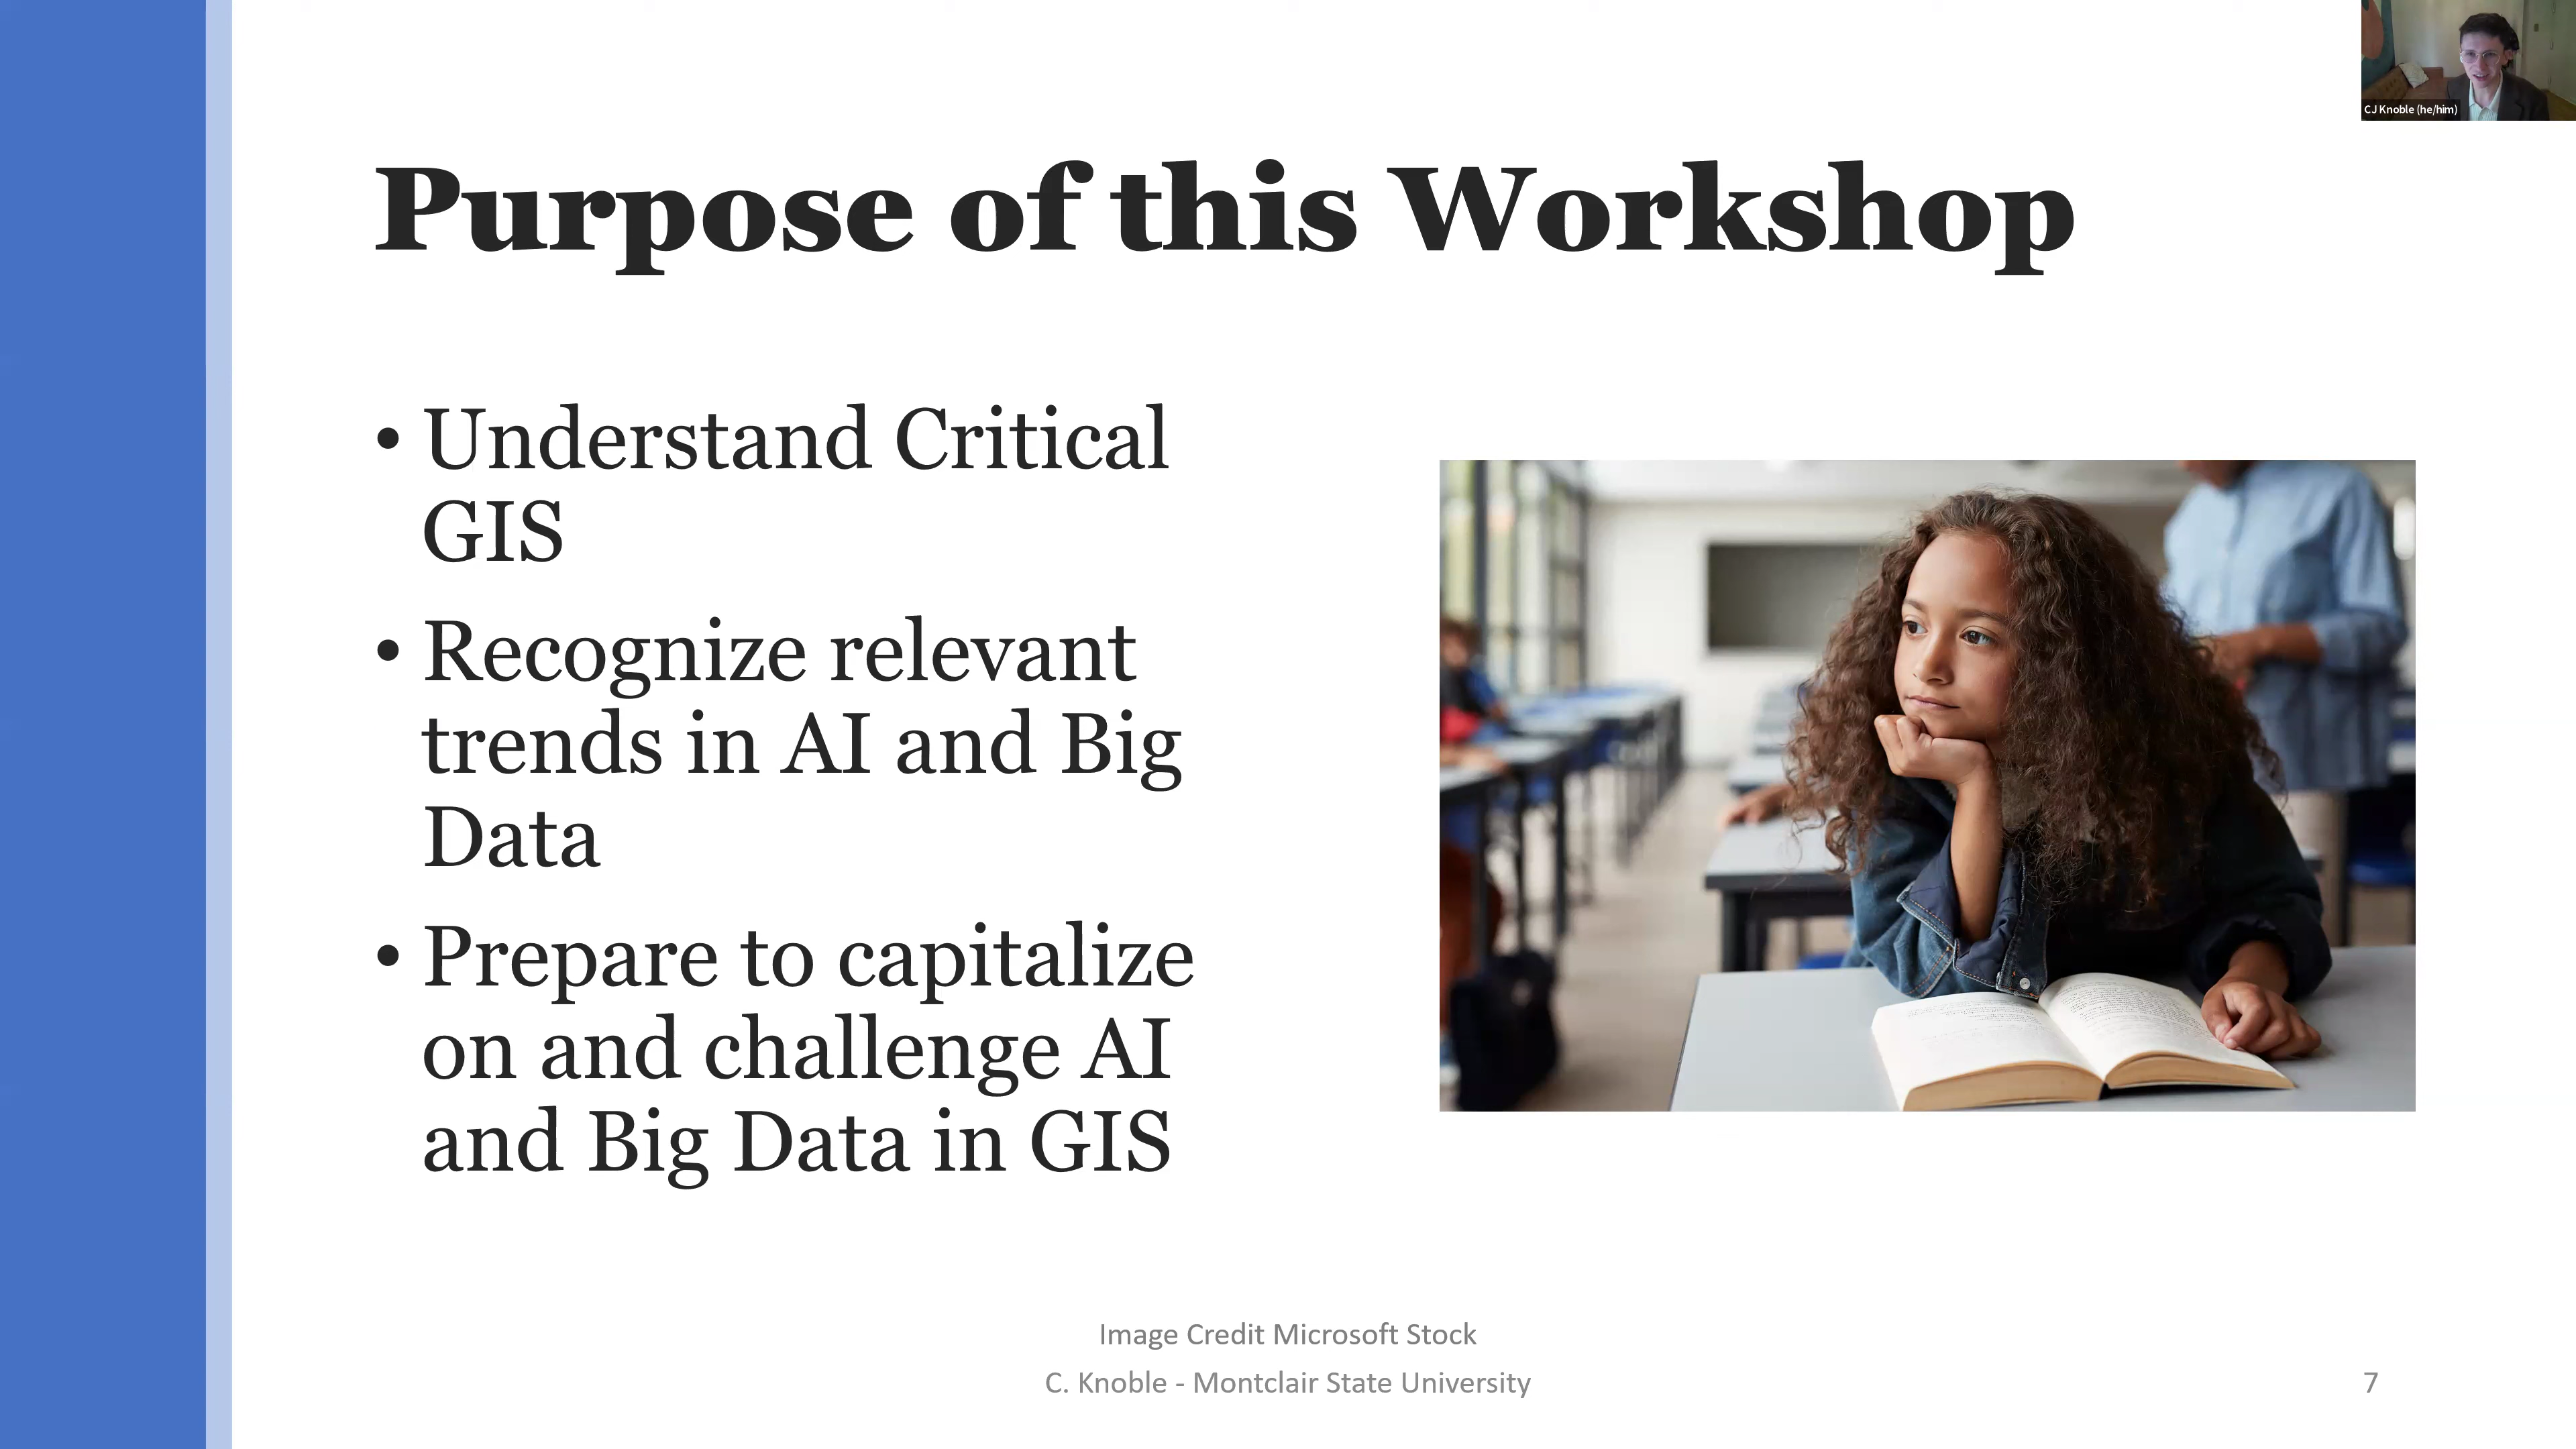 CJ Knoble (he/him)
Purpose of this Workshop
• Understand Critical
GIS
• Recognize relevant
trends in AI and Big
Data
• Prepare to capitalize
on and challenge AI
and Big Data in GIS
Image Credit Microsoft Stock
C. Knoble - Montclair State University
7